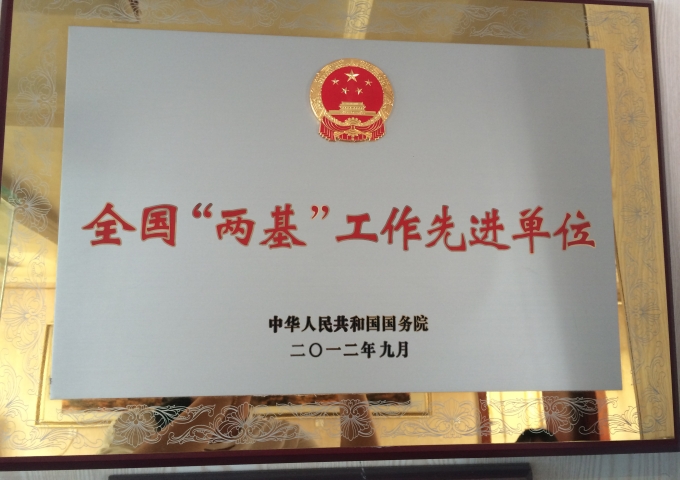 全国“两基”工作先进单位
中华人民共和国国务院
二〇一二年九月